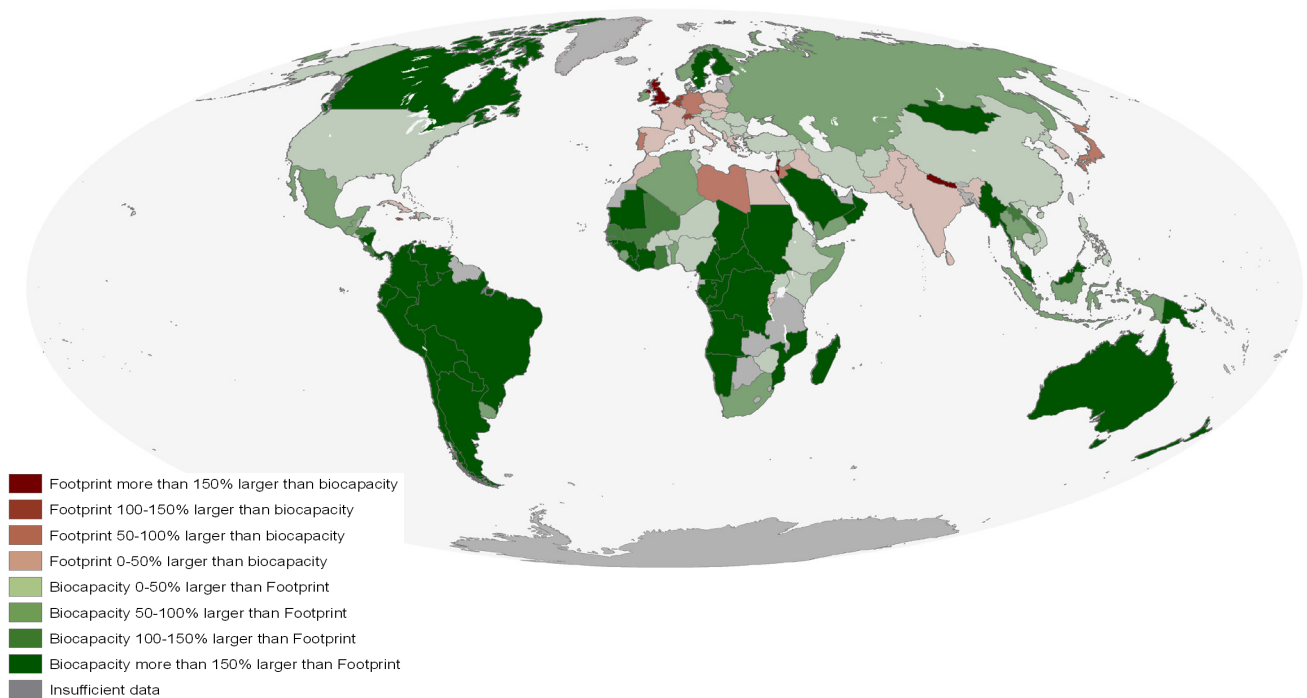 Footprint more than 150% larger than biocapacity
Footprint 100-150% larger than biocapacity
Footprint 50-100% larger than biocapacity
Footprint 0-50% larger than biocapacity
Biocapacity 0-50% larger than Footprint
Biocapacity 50-100% larger than Footprint
Biocapacity 100-150% larger than Footprint
Biocapacity more than 150% larger than Footprint
Insufficient data